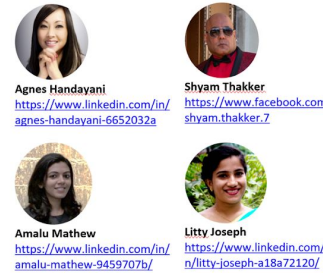 Agnes Handayani
https://www.linkedin.com/in/
agnes-handayani-6652032a
Shyam Thakker
https://www.facebook.com
shyam.thakker.7
Amalu Mathew
https://www.linkedin.com/in/
amalu-mathew-9459707b/
Litty Joseph
https://www.linkedin.com/
n/litty-joseph-a18a72120/